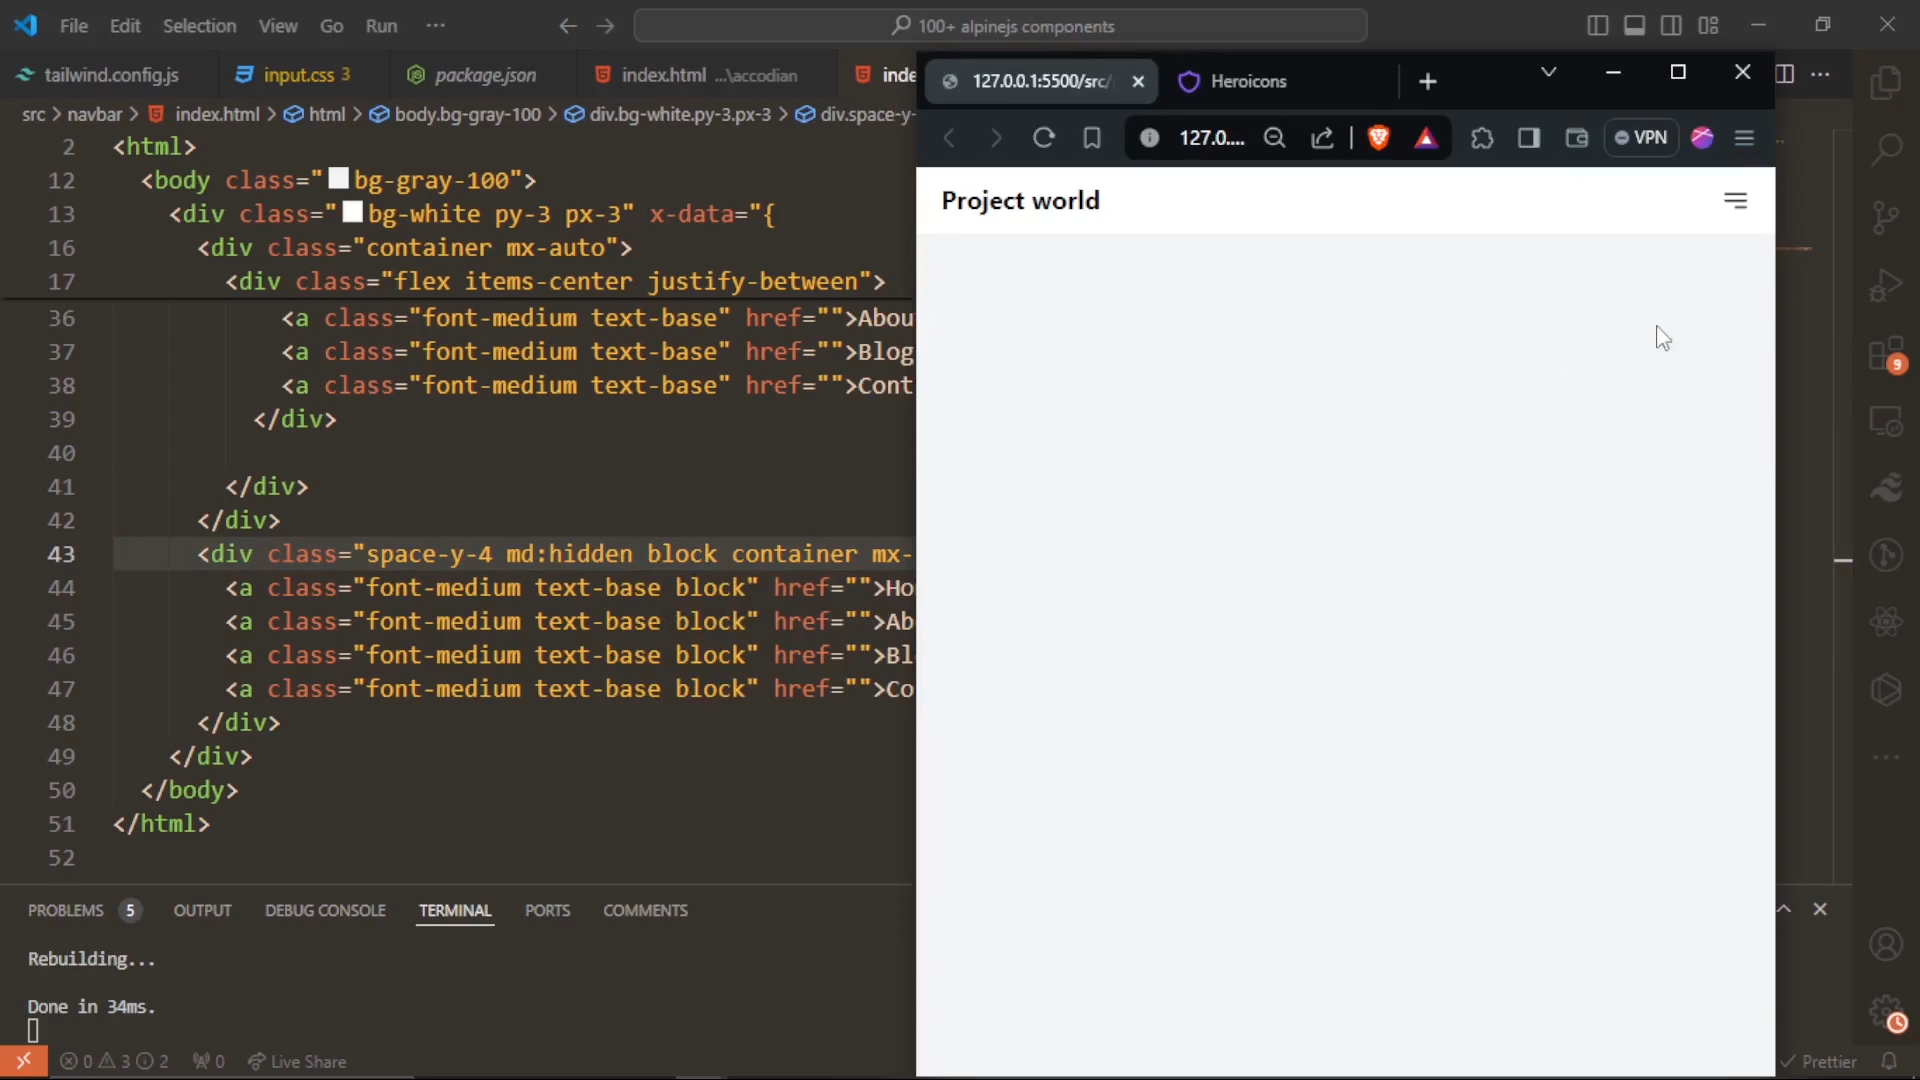 File Edit Selection View Go Run ···
100+ alpinejs components
tailwind.config.js input.css 3 package.json index.html ...\accodian inde
src > navbar > index.html > html > body.bg-gray-100 > div.bg-white.py-3.px-3 > div.space-y-
2 <html>
12 <body class="bg-gray-100">
13 <div class="bg-white py-3 px-3" x-data="{
16 <div class="container mx-auto">
17 <div class="flex items-center justify-between">
36 <a class="font-medium text-base" href="">Abou
37 <a class="font-medium text-base" href="">Blog
38 <a class="font-medium text-base" href="">Cont
39 </div>
40
41 </div>
42 </div>
43 <div class="space-y-4 md:hidden block container mx-
44 <a class="font-medium text-base block" href="">Ho
45 <a class="font-medium text-base block" href="">Ab
46 <a class="font-medium text-base block" href="">Bl
47 <a class="font-medium text-base block" href="">Co
48 </div>
49 </div>
50 </body>
51 </html>
52
PROBLEMS 5 OUTPUT DEBUG CONSOLE TERMINAL PORTS COMMENTS
Rebuilding...
Done in 34ms.
0 3 2 0 Live Share
127.0.0.1:5500/src/ Heroicons
127.0.... VPN
Project world
9
Prettier